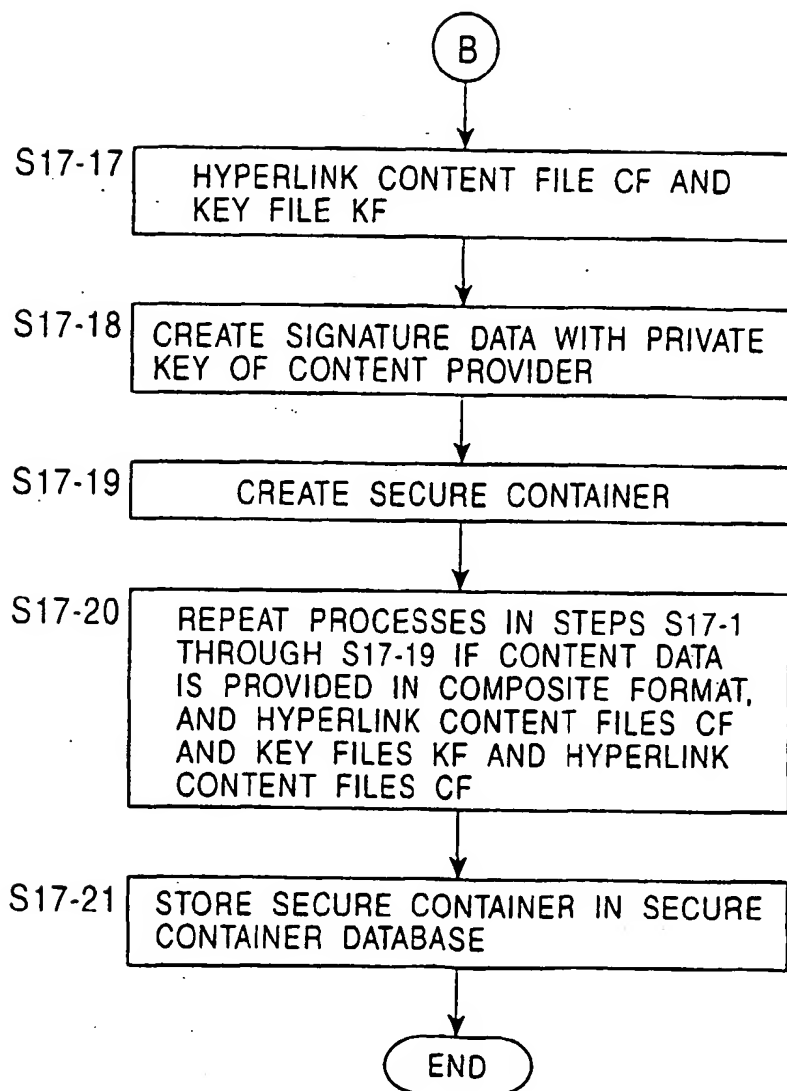 B
S17-17
HYPERLINK CONTENT FILE CF AND
KEY FILE KF
S17-18
CREATE SIGNATURE DATA WITH PRIVATE
KEY OF CONTENT PROVIDER
S17-19
CREATE SECURE CONTAINER
S17-20
REPEAT PROCESSES IN STEPS S17-1
THROUGH S17-19 IF CONTENT DATA
IS PROVIDED IN COMPOSITE FORMAT,
AND HYPERLINK CONTENT FILES CF
AND KEY FILES KF AND HYPERLINK
CONTENT FILES CF
S17-21
STORE SECURE CONTAINER IN SECURE
CONTAINER DATABASE
END